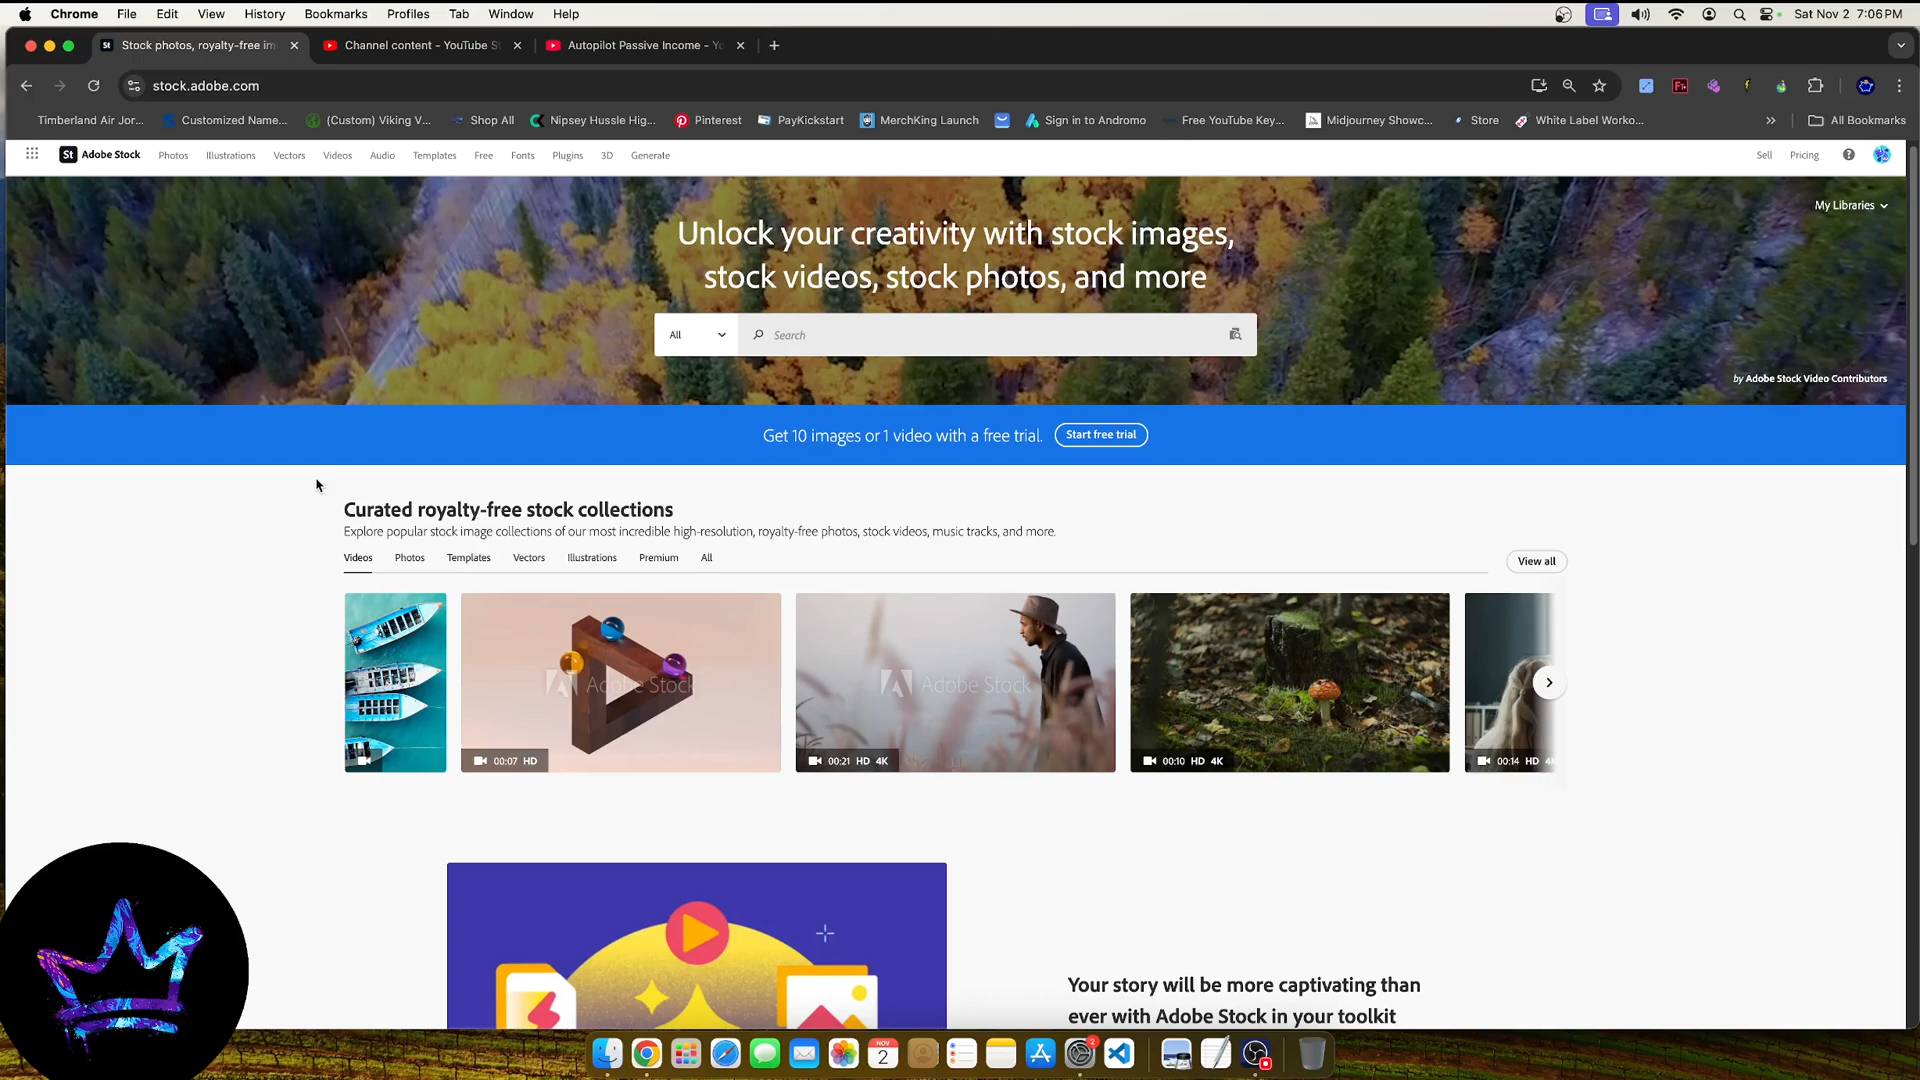 Chrome File Edit View History Bookmarks Profiles Tab Window Help Sat Nov 2 7:06 PM
Stock photos, royalty-free im Channel content - YouTube S Autopilot Passive Income - Yo
stock.adobe.com
Timberland Air Jor... Customized Name... (Custom) Viking V... Shop All Nipsey Hussle Hig... Pinterest PayKickstart MerchKing Launch Sign in to Andromo Free YouTube Key... Midjourney Showc... Store White Label Worko... » All Bookmarks
St Adobe Stock Photos Illustrations Vectors Videos Audio Templates Free Fonts Plugins 3D Generate Sell Pricing
My Libraries
Unlock your creativity with stock images,
stock videos, stock photos, and more
All Search
by Adobe Stock Video Contributors
Get 10 images or 1 video with a free trial. Start free trial
Curated royalty-free stock collections
Explore popular stock image collections of our most incredible high-resolution, royalty-free photos, stock videos, music tracks, and more.
Videos Photos Templates Vectors Illustrations Premium All View all
Adobe Stock Adobe Stock
00:07 HD 00:21 HD 4K 00:10 HD 4K 00:14 HD
Your story will be more captivating than
ever with Adobe Stock in your toolkit
NOV
2
2